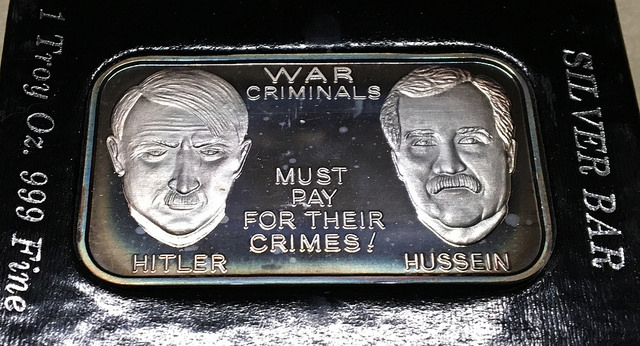 1 Troy Oz. 999 Fine
WAR
CRIMINALS
MUST
PAY
FOR THEIR
CRIMES!
HITLER
HUSSEIN
SILVER BAR